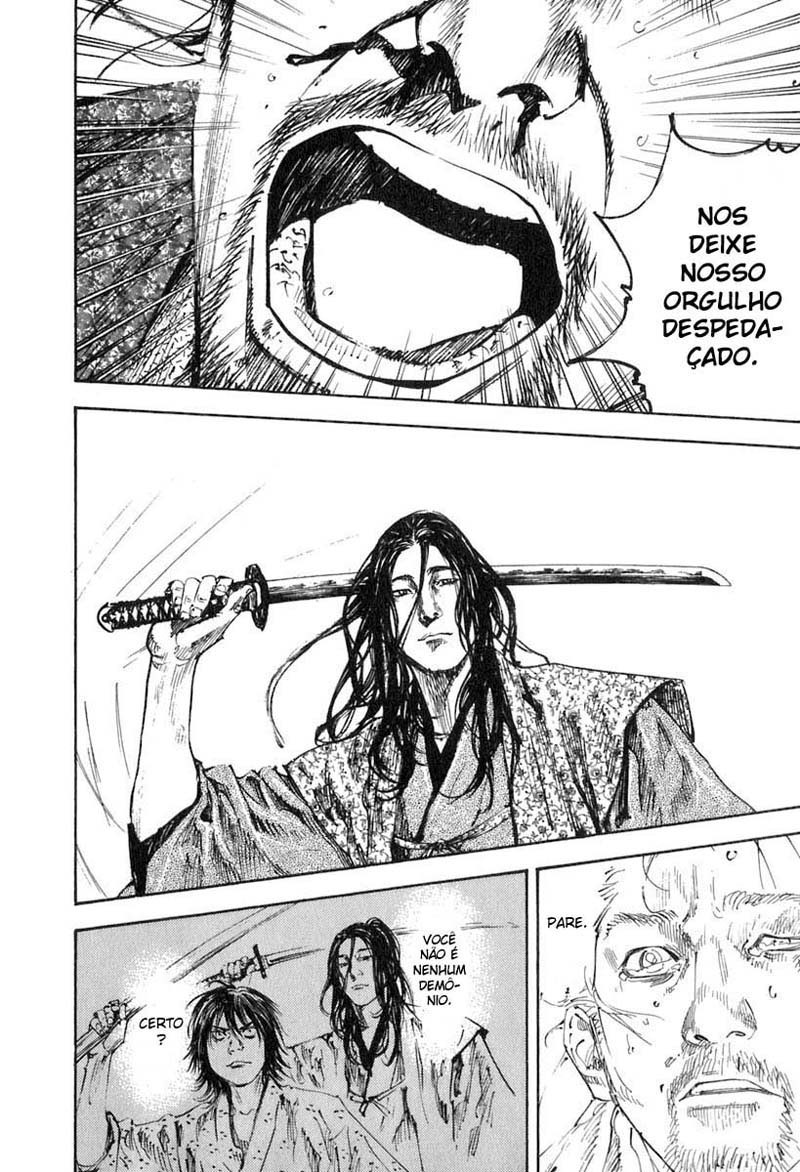 NOS
DEIXE
NOSSO
ORGULHO
DESPEDA-
ÇADO.
PARE.
VOCÊ
NÃO É
NENHUM
DEMÔ-
NIO.
CERTO
?